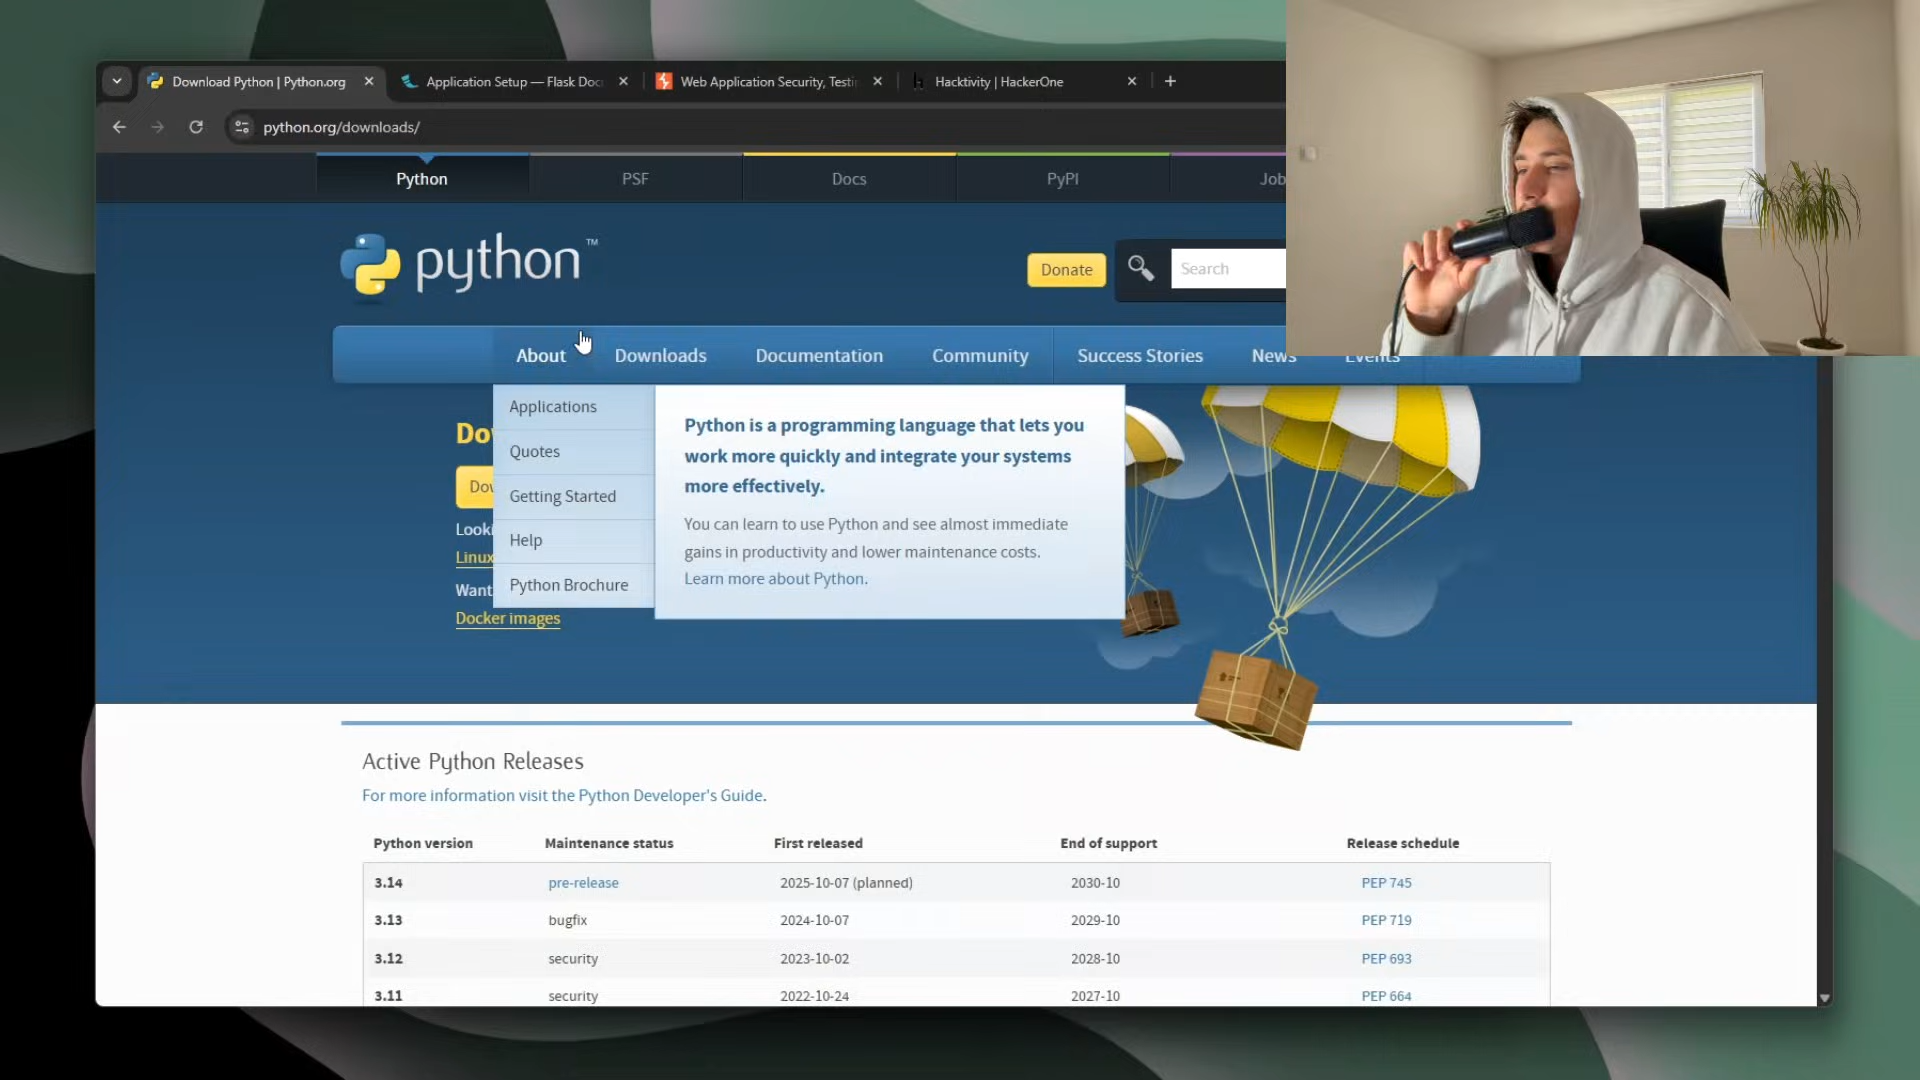 Download Python | Python.org
Application Setup — Flask Doc
Web Application Security, Testi
Hacktivity | HackerOne
python.org/downloads/
Python
PSF
Docs
PyPI
Job
python™
Donate
Search
About
Downloads
Documentation
Community
Success Stories
News
Events
Applications
Quotes
Getting Started
Help
Python Brochure
Python is a programming language that lets you
work more quickly and integrate your systems
more effectively.
You can learn to use Python and see almost immediate
gains in productivity and lower maintenance costs.
Learn more about Python.
Do
Dow
Looki
Linux
Want
Docker images
Active Python Releases
For more information visit the Python Developer's Guide.
Python version Maintenance status First released End of support Release schedule
3.14 pre-release 2025-10-07 (planned) 2030-10 PEP 745
3.13 bugfix 2024-10-07 2029-10 PEP 719
3.12 security 2023-10-02 2028-10 PEP 693
3.11 security 2022-10-24 2027-10 PEP 664